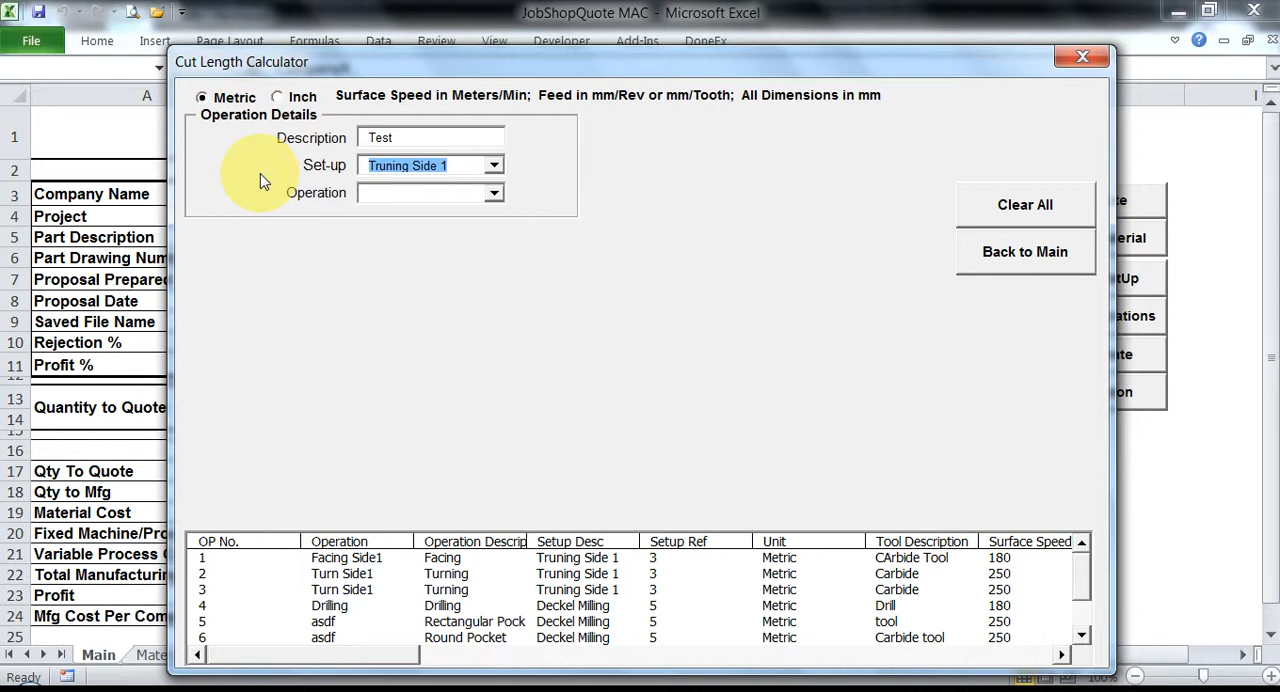 JobShopQuote MAC - Microsoft Excel
File Home Insert Page Layout Formulas Data Review View Developer Add-Ins DoneEx
Cut Length Calculator
Metric Inch Surface Speed in Meters/Min; Feed in mm/Rev or mm/Tooth; All Dimensions in mm
Operation Details
Description Test
Set-up Truning Side 1
Operation
Clear All
Back to Main
A
I
1
2
3 Company Name
4 Project
5 Part Description
6 Part Drawing Num
7 Proposal Prepared
8 Proposal Date
9 Saved File Name
10 Rejection %
11 Profit %
12
13 Quantity to Quote
14
15
16
17 Qty To Quote
18 Qty to Mfg
19 Material Cost
20 Fixed Machine/Pro
21 Variable Process C
22 Total Manufacturin
23 Profit
24 Mfg Cost Per Com
25
te
erial
tUp
ations
ate
on
OP No. Operation Operation Descrip Setup Desc Setup Ref Unit Tool Description Surface Speed
1 Facing Side1 Facing Truning Side 1 3 Metric CArbide Tool 180
2 Turn Side1 Turning Truning Side 1 3 Metric Carbide 250
3 Turn Side1 Turning Truning Side 1 3 Metric Carbide 250
4 Drilling Drilling Deckel Milling 5 Metric Drill 180
5 asdf Rectangular Pock Deckel Milling 5 Metric tool 250
6 asdf Round Pocket Deckel Milling 5 Metric Carbide tool 250
Main Mate
Ready 100%